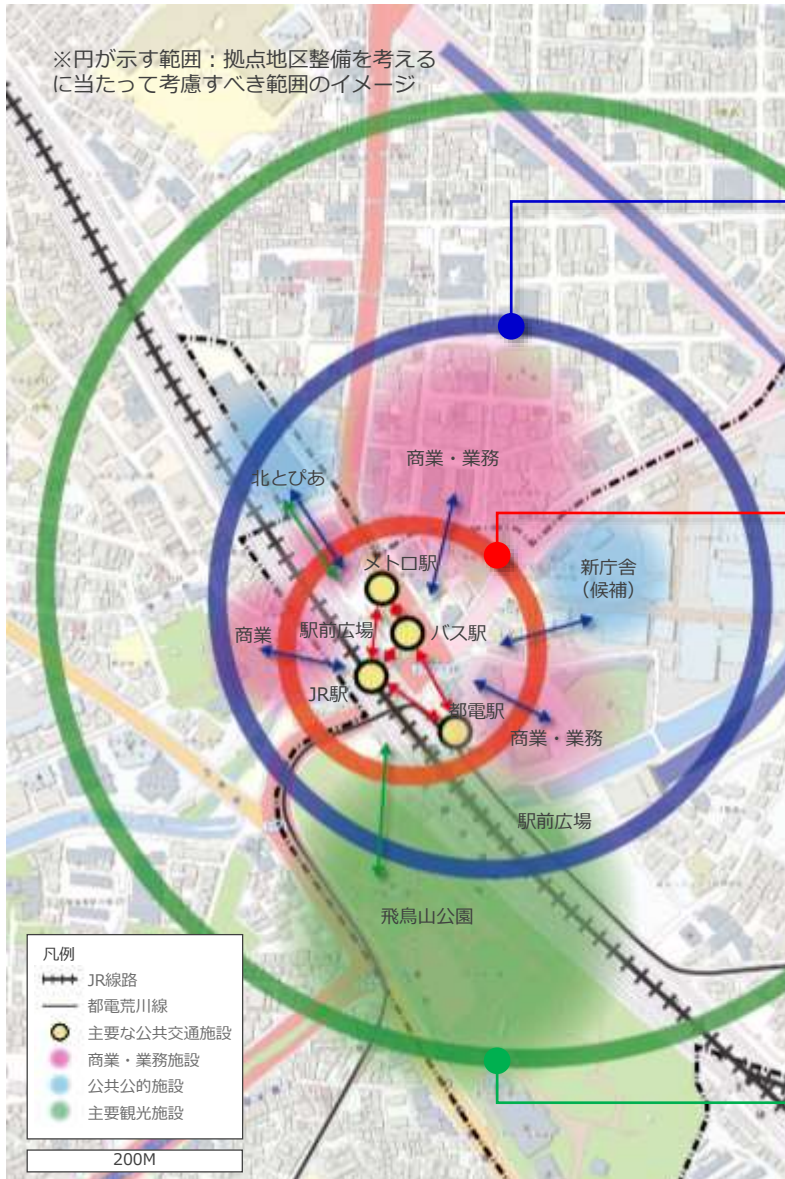 ※円が示す範囲：拠点地区整備を考える
に当たって考慮すべき範囲のイメージ
商業・業務
北とぴあ
メトロ駅
新庁舎
（候補）
商業
駅前広場
バス駅
JR駅
都電駅
商業・業務
駅前広場
飛鳥山公園
凡例
JR線路
都電荒川線
主要な公共交通施設
商業・業務施設
公共公的施設
主要観光施設
200M